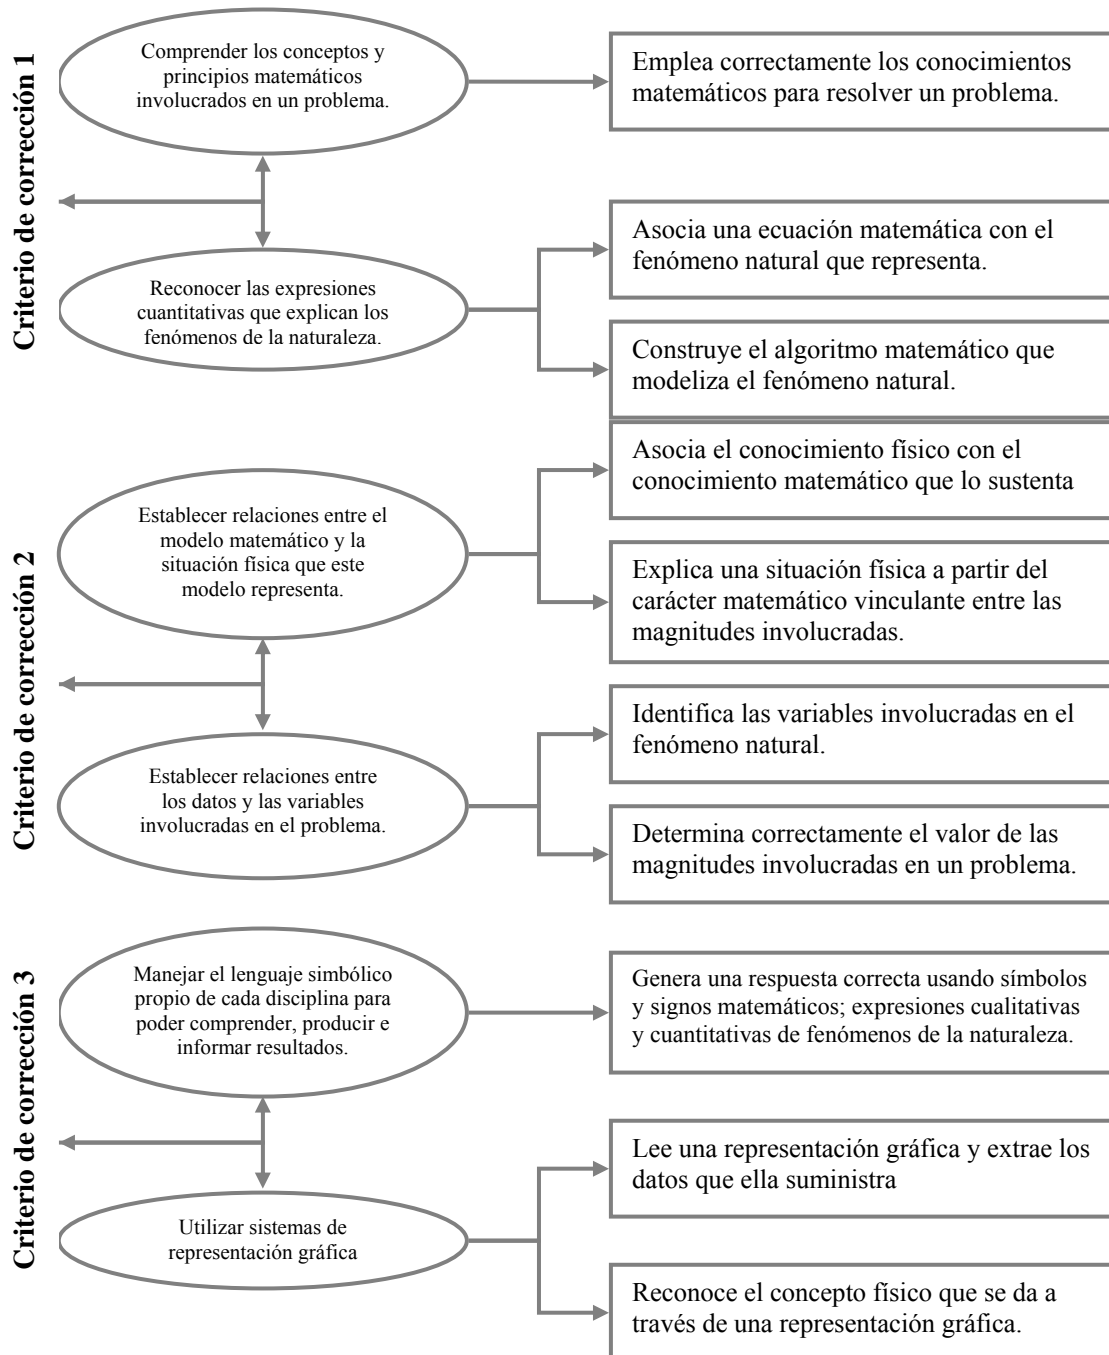 Criterio de corrección 1
Comprender los conceptos y
principios matemáticos
involucrados en un problema.
Emplea correctamente los conocimientos
matemáticos para resolver un problema.
Reconocer las expresiones
cuantitativas que explican los
fenómenos de la naturaleza.
Asocia una ecuación matemática con el
fenómeno natural que representa.
Construye el algoritmo matemático que
modeliza el fenómeno natural.
Criterio de corrección 2
Establecer relaciones entre el
modelo matemático y la
situación física que este
modelo representa.
Asocia el conocimiento físico con el
conocimiento matemático que lo sustenta
Explica una situación física a partir del
carácter matemático vinculante entre las
magnitudes involucradas.
Establecer relaciones entre
los datos y las variables
involucradas en el problema.
Identifica las variables involucradas en el
fenómeno natural.
Determina correctamente el valor de las
magnitudes involucradas en un problema.
Criterio de corrección 3
Manejar el lenguaje simbólico
propio de cada disciplina para
poder comprender, producir e
informar resultados.
Genera una respuesta correcta usando símbolos
y signos matemáticos; expresiones cualitativas
y cuantitativas de fenómenos de la naturaleza.
Utilizar sistemas de
representación gráfica
Lee una representación gráfica y extrae los
datos que ella suministra
Reconoce el concepto físico que se da a
través de una representación gráfica.